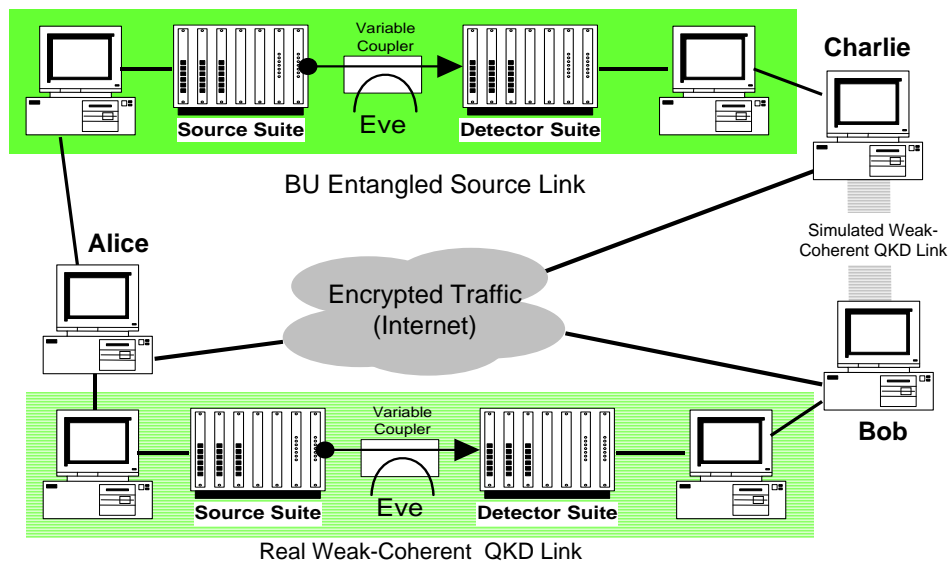 Variable
Coupler
Charlie
Eve
Source Suite
Detector Suite
BU Entangled Source Link
Alice
Simulated Weak-
Coherent QKD Link
Encrypted Traffic
(Internet)
Bob
Variable
Coupler
Eve
Source Suite
Detector Suite
Real Weak-Coherent QKD Link